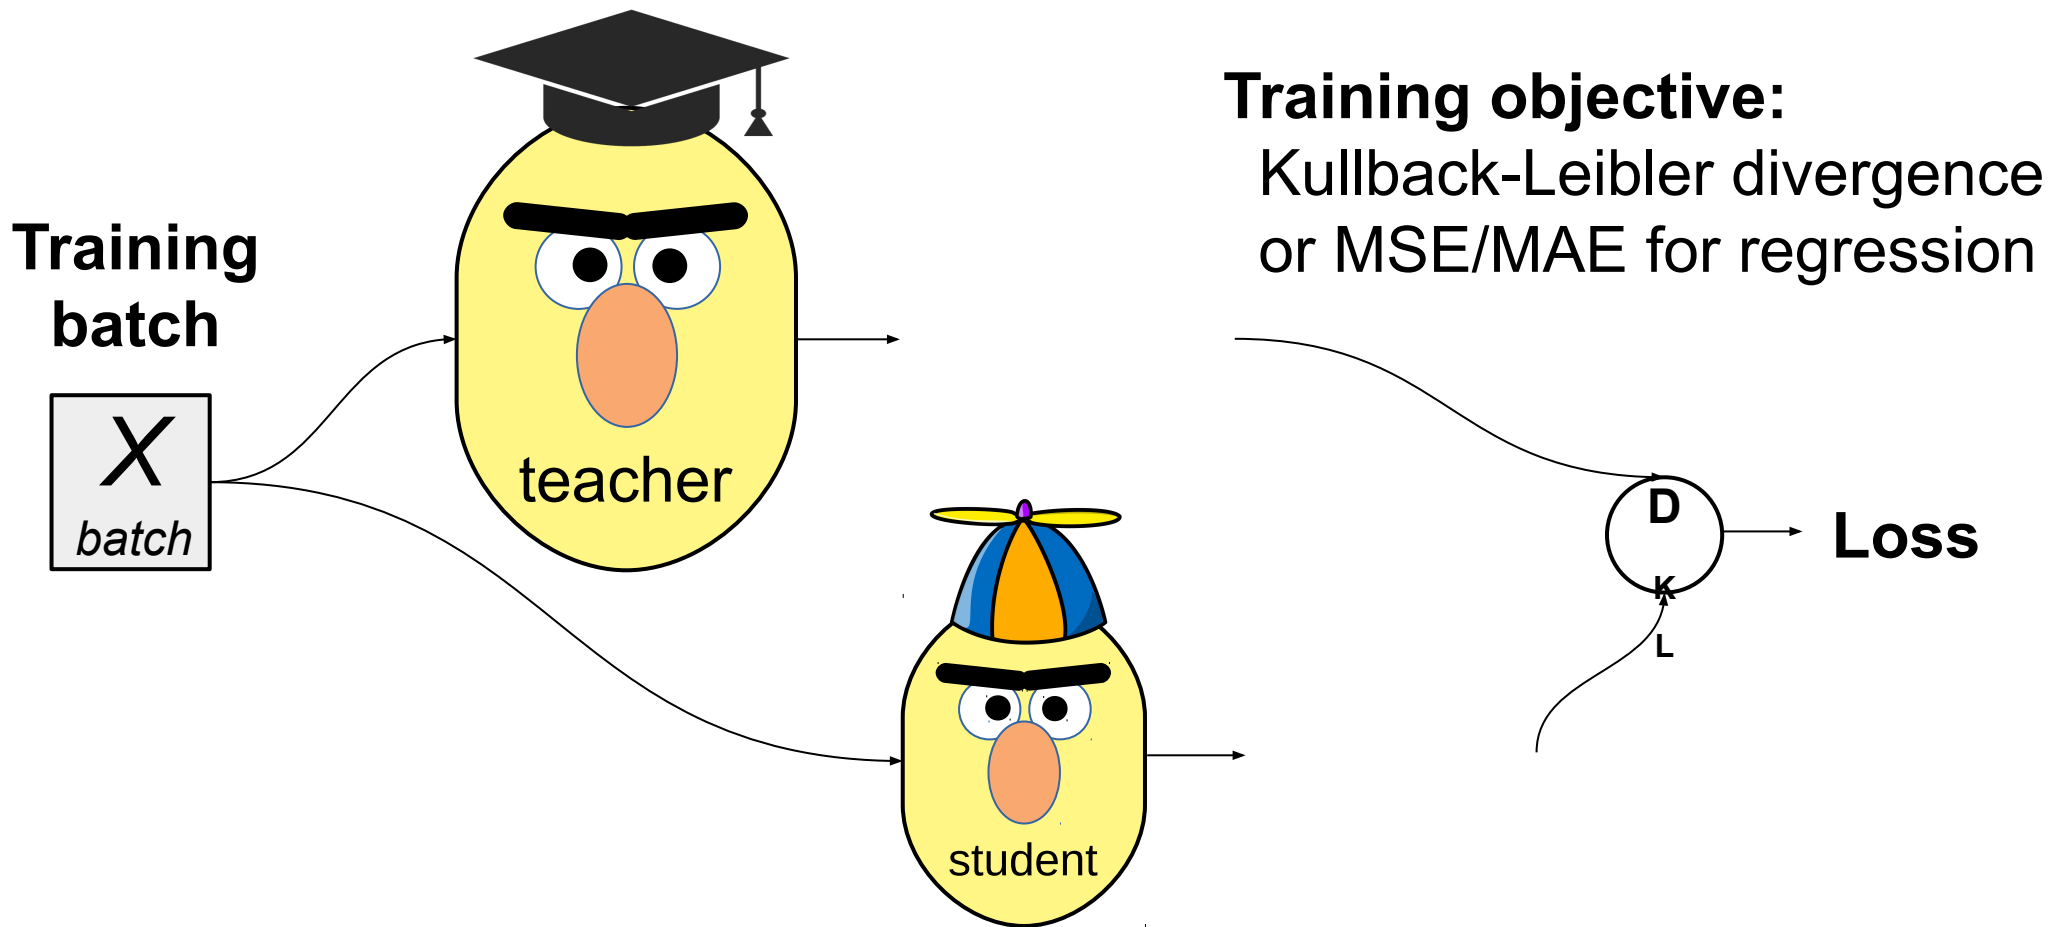 Training objective:
Kullback-Leibler divergence
or MSE/MAE for regression
Training
batch
X
batch
teacher
D
K
L
Loss
student